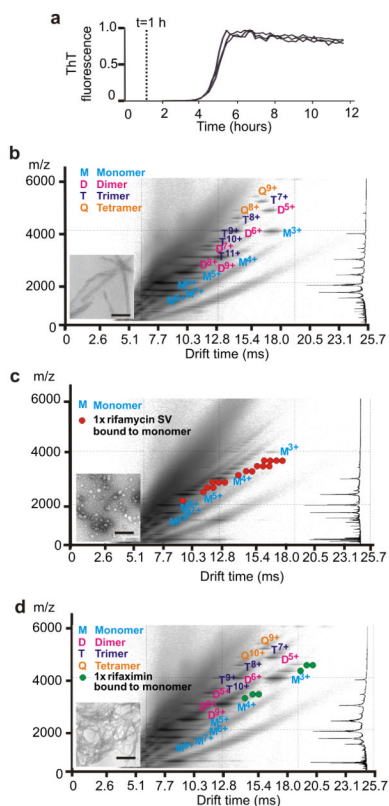 a
t=1 h
1.0
0.5
0
ThT
fluorescence
0 2 4 6 8 10 12
Time (hours)
b
m/z
6000
4000
2000
0
M Monomer
D Dimer
T Trimer
Q Tetramer
Q9+
T7+
Q8+
D5+
T8+
T9+
D6+
M3+
T10+
D7+
T11+
M4+
D8+
D9+
M5+
0 2.6 5.1 7.7 10.3 12.8 15.4 18.0 20.5 23.1 25.7
Drift time (ms)
c
m/z
6000
4000
2000
0
M Monomer
1x rifamycin SV
bound to monomer
M3+
M4+
M5+
0 2.6 5.1 7.7 10.3 12.8 15.4 18.0 20.5 23.1 25.7
Drift time (ms)
d
m/z
6000
4000
2000
0
M Monomer
D Dimer
T Trimer
Q Tetramer
1x rifaximin
bound to monomer
Q9+
Q10+
T7+
D5+
T8+
M3+
T9+
D6+
T10+
M4+
D9+
M5+
M6+
0 2.6 5.1 7.7 10.3 12.8 15.4 18.0 20.5 23.1 25.7
Drift time (ms)